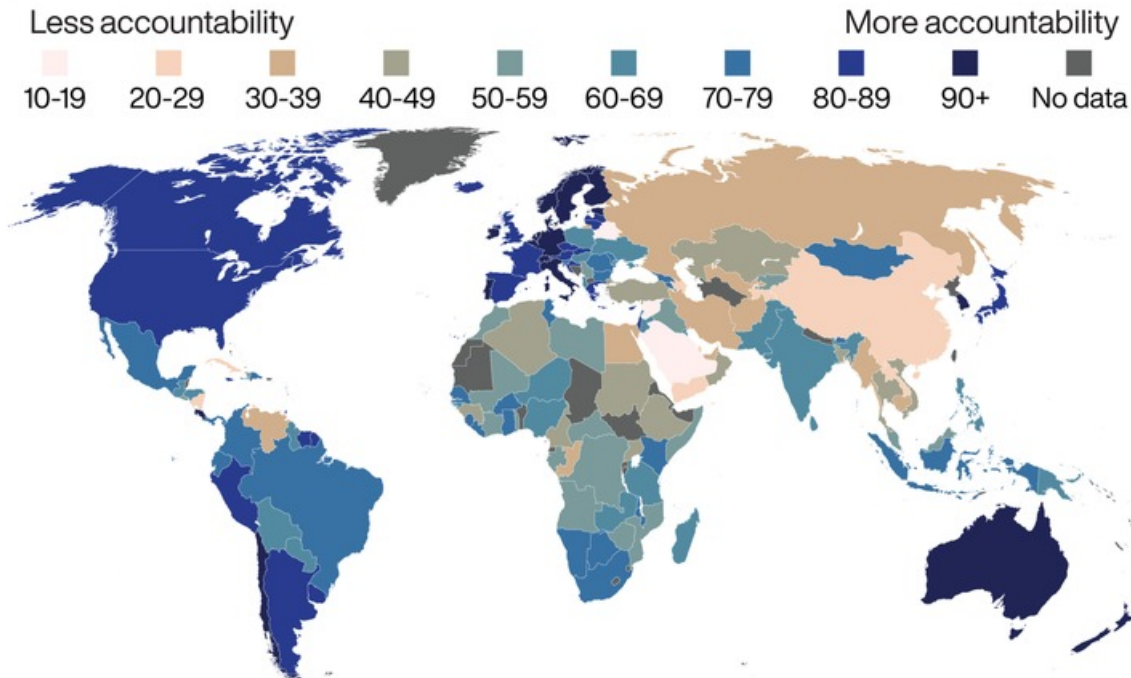 Less accountability More accountability
10-19 20-29 30-39 40-49 50-59 60-69 70-79 80-89 90+ No data